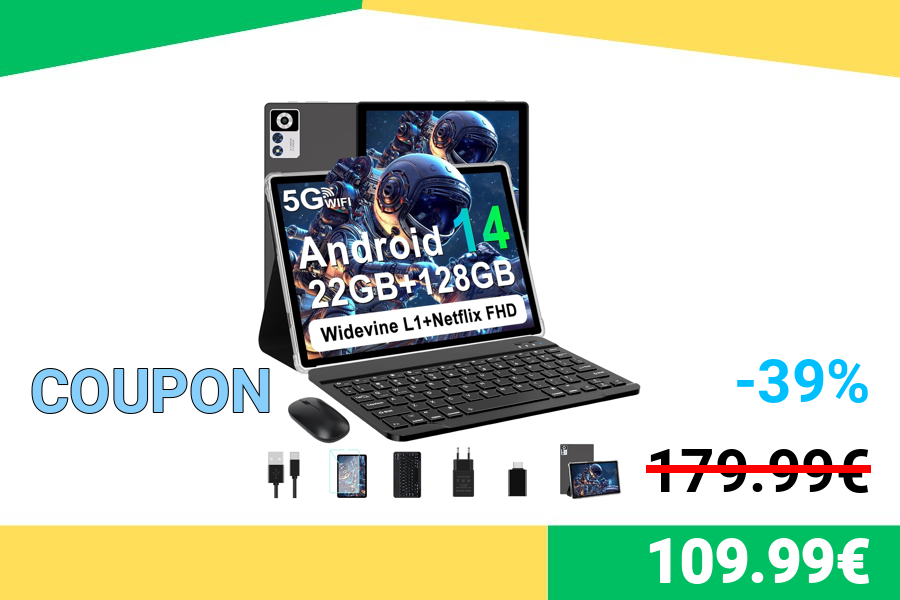 5G WIFI
Android 14
22GB+128GB
Widevine L1+Netflix FHD
COUPON
-39%
179.99€
109.99€